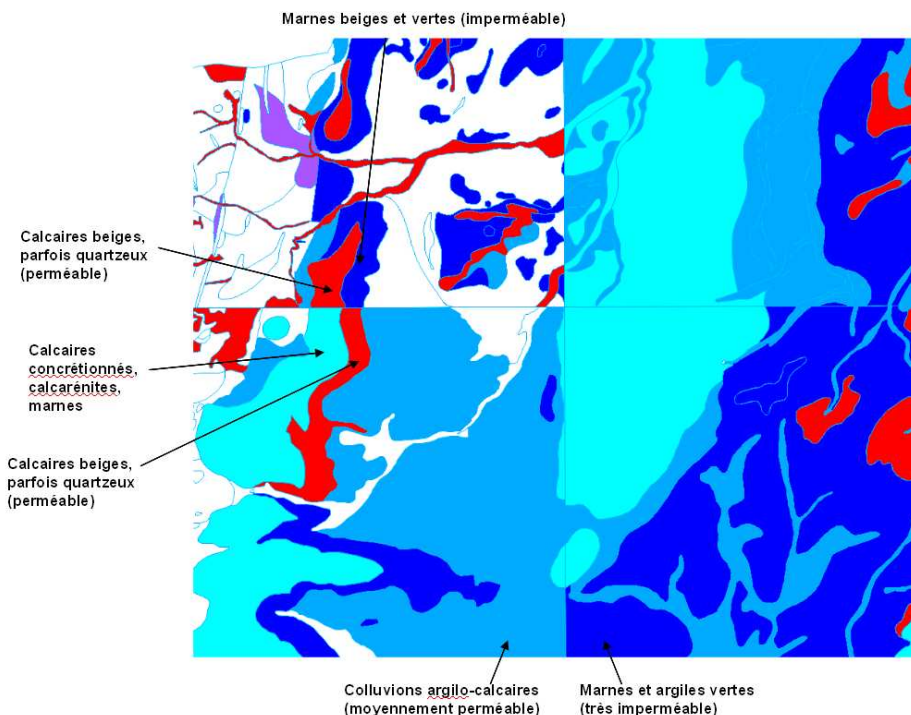 Marnes beiges et vertes (imperméable)
Calcaires beiges,
parfois quartzeux
(perméable)
Calcaires
concrétionnés,
calcarénites,
marnes
Calcaires beiges,
parfois quartzeux
(perméable)
Colluvions argilo-calcaires
(moyennement perméable)
Marnes et argiles vertes
(très imperméable)